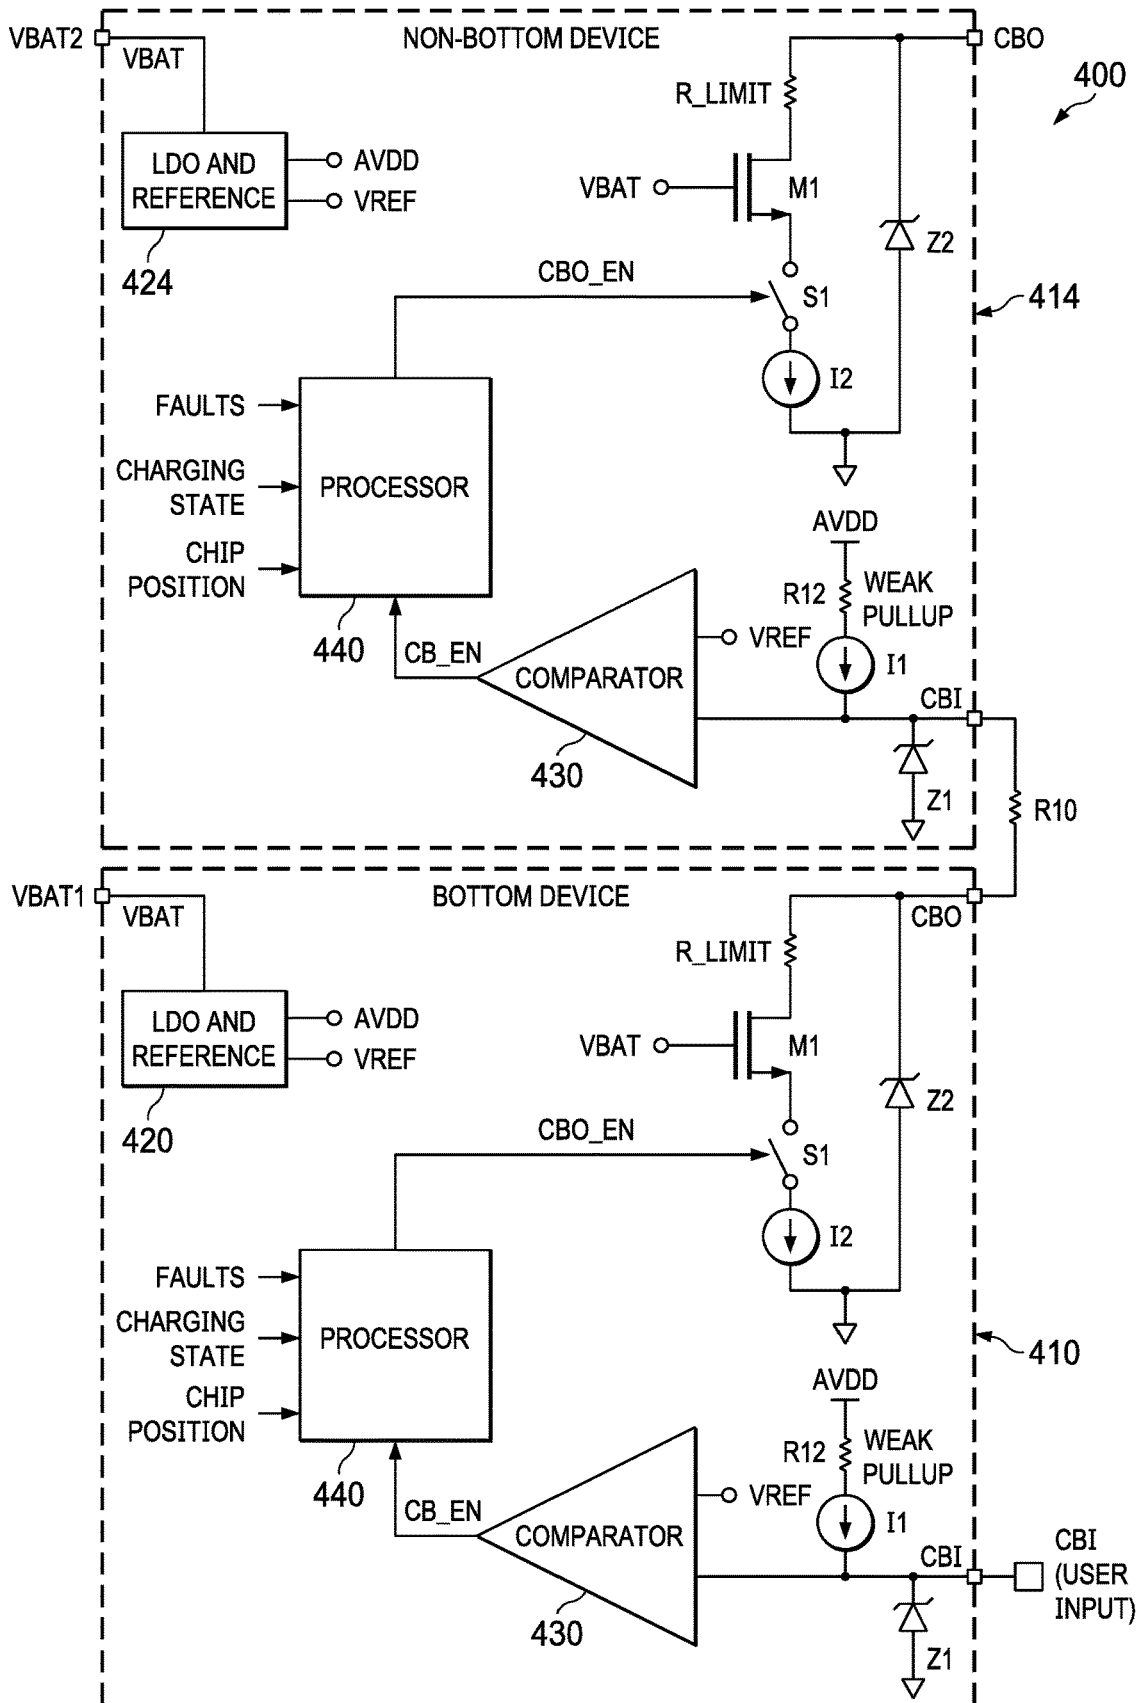 VBAT2
VBAT
NON-BOTTOM DEVICE
CBO
400
R_LIMIT
LDO AND
REFERENCE
AVDD
VREF
424
VBAT
M1
Z2
CBO_EN
S1
414
I2
FAULTS
CHARGING
STATE
CHIP
POSITION
PROCESSOR
440
AVDD
R12
WEAK
PULLUP
CB_EN
COMPARATOR
VREF
I1
CBI
430
Z1
R10
VBAT1
VBAT
BOTTOM DEVICE
CBO
R_LIMIT
LDO AND
REFERENCE
AVDD
VREF
420
VBAT
M1
Z2
CBO_EN
S1
I2
FAULTS
CHARGING
STATE
CHIP
POSITION
PROCESSOR
410
440
AVDD
R12
WEAK
PULLUP
CB_EN
COMPARATOR
VREF
I1
CBI
CBI
(USER
INPUT)
430
Z1